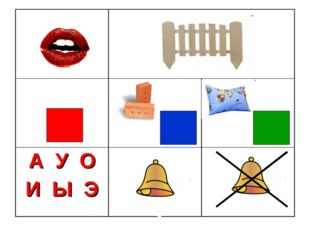 А У О
И Ы Э